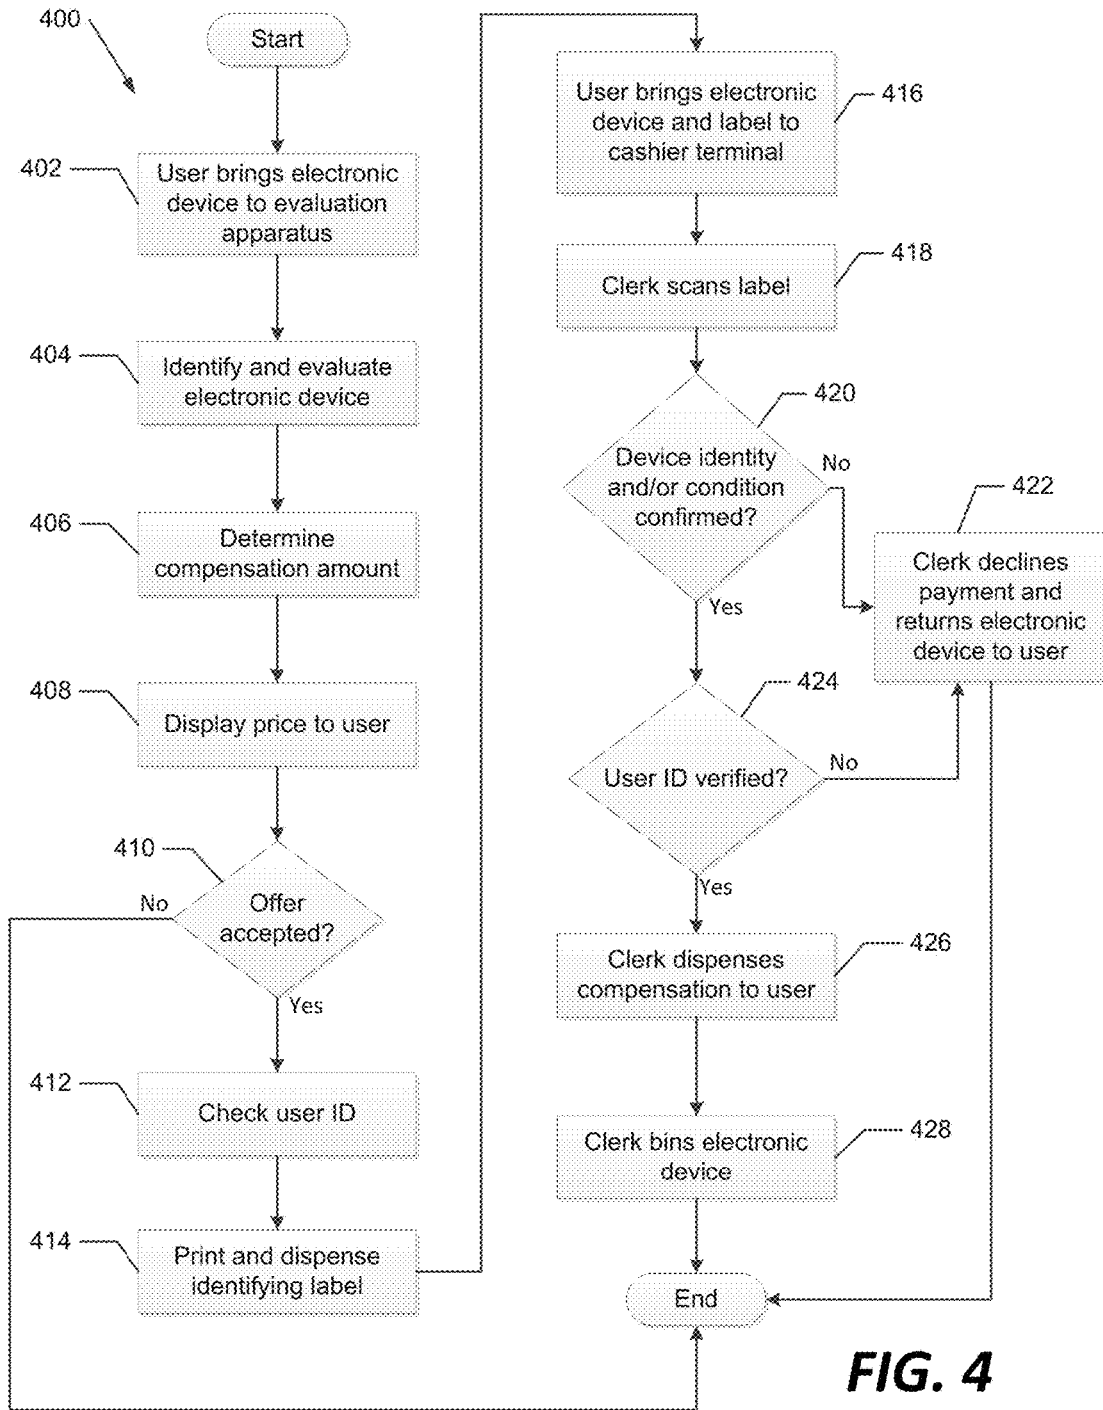 400
Start
402
User brings electronic
device to evaluation
apparatus
404
Identify and evaluate
electronic device
406
Determine
compensation amount
408
Display price to user
410
No
Offer
accepted?
Yes
412
Check user ID
414
Print and dispense
identifying label
416
User brings electronic
device and label to
cashier terminal
418
Clerk scans label
420
Device identity
and/or condition
confirmed?
No
Yes
422
Clerk declines
payment and
returns electronic
device to user
424
User ID verified?
No
Yes
426
Clerk dispenses
compensation to user
428
Clerk bins electronic
device
End
FIG. 4